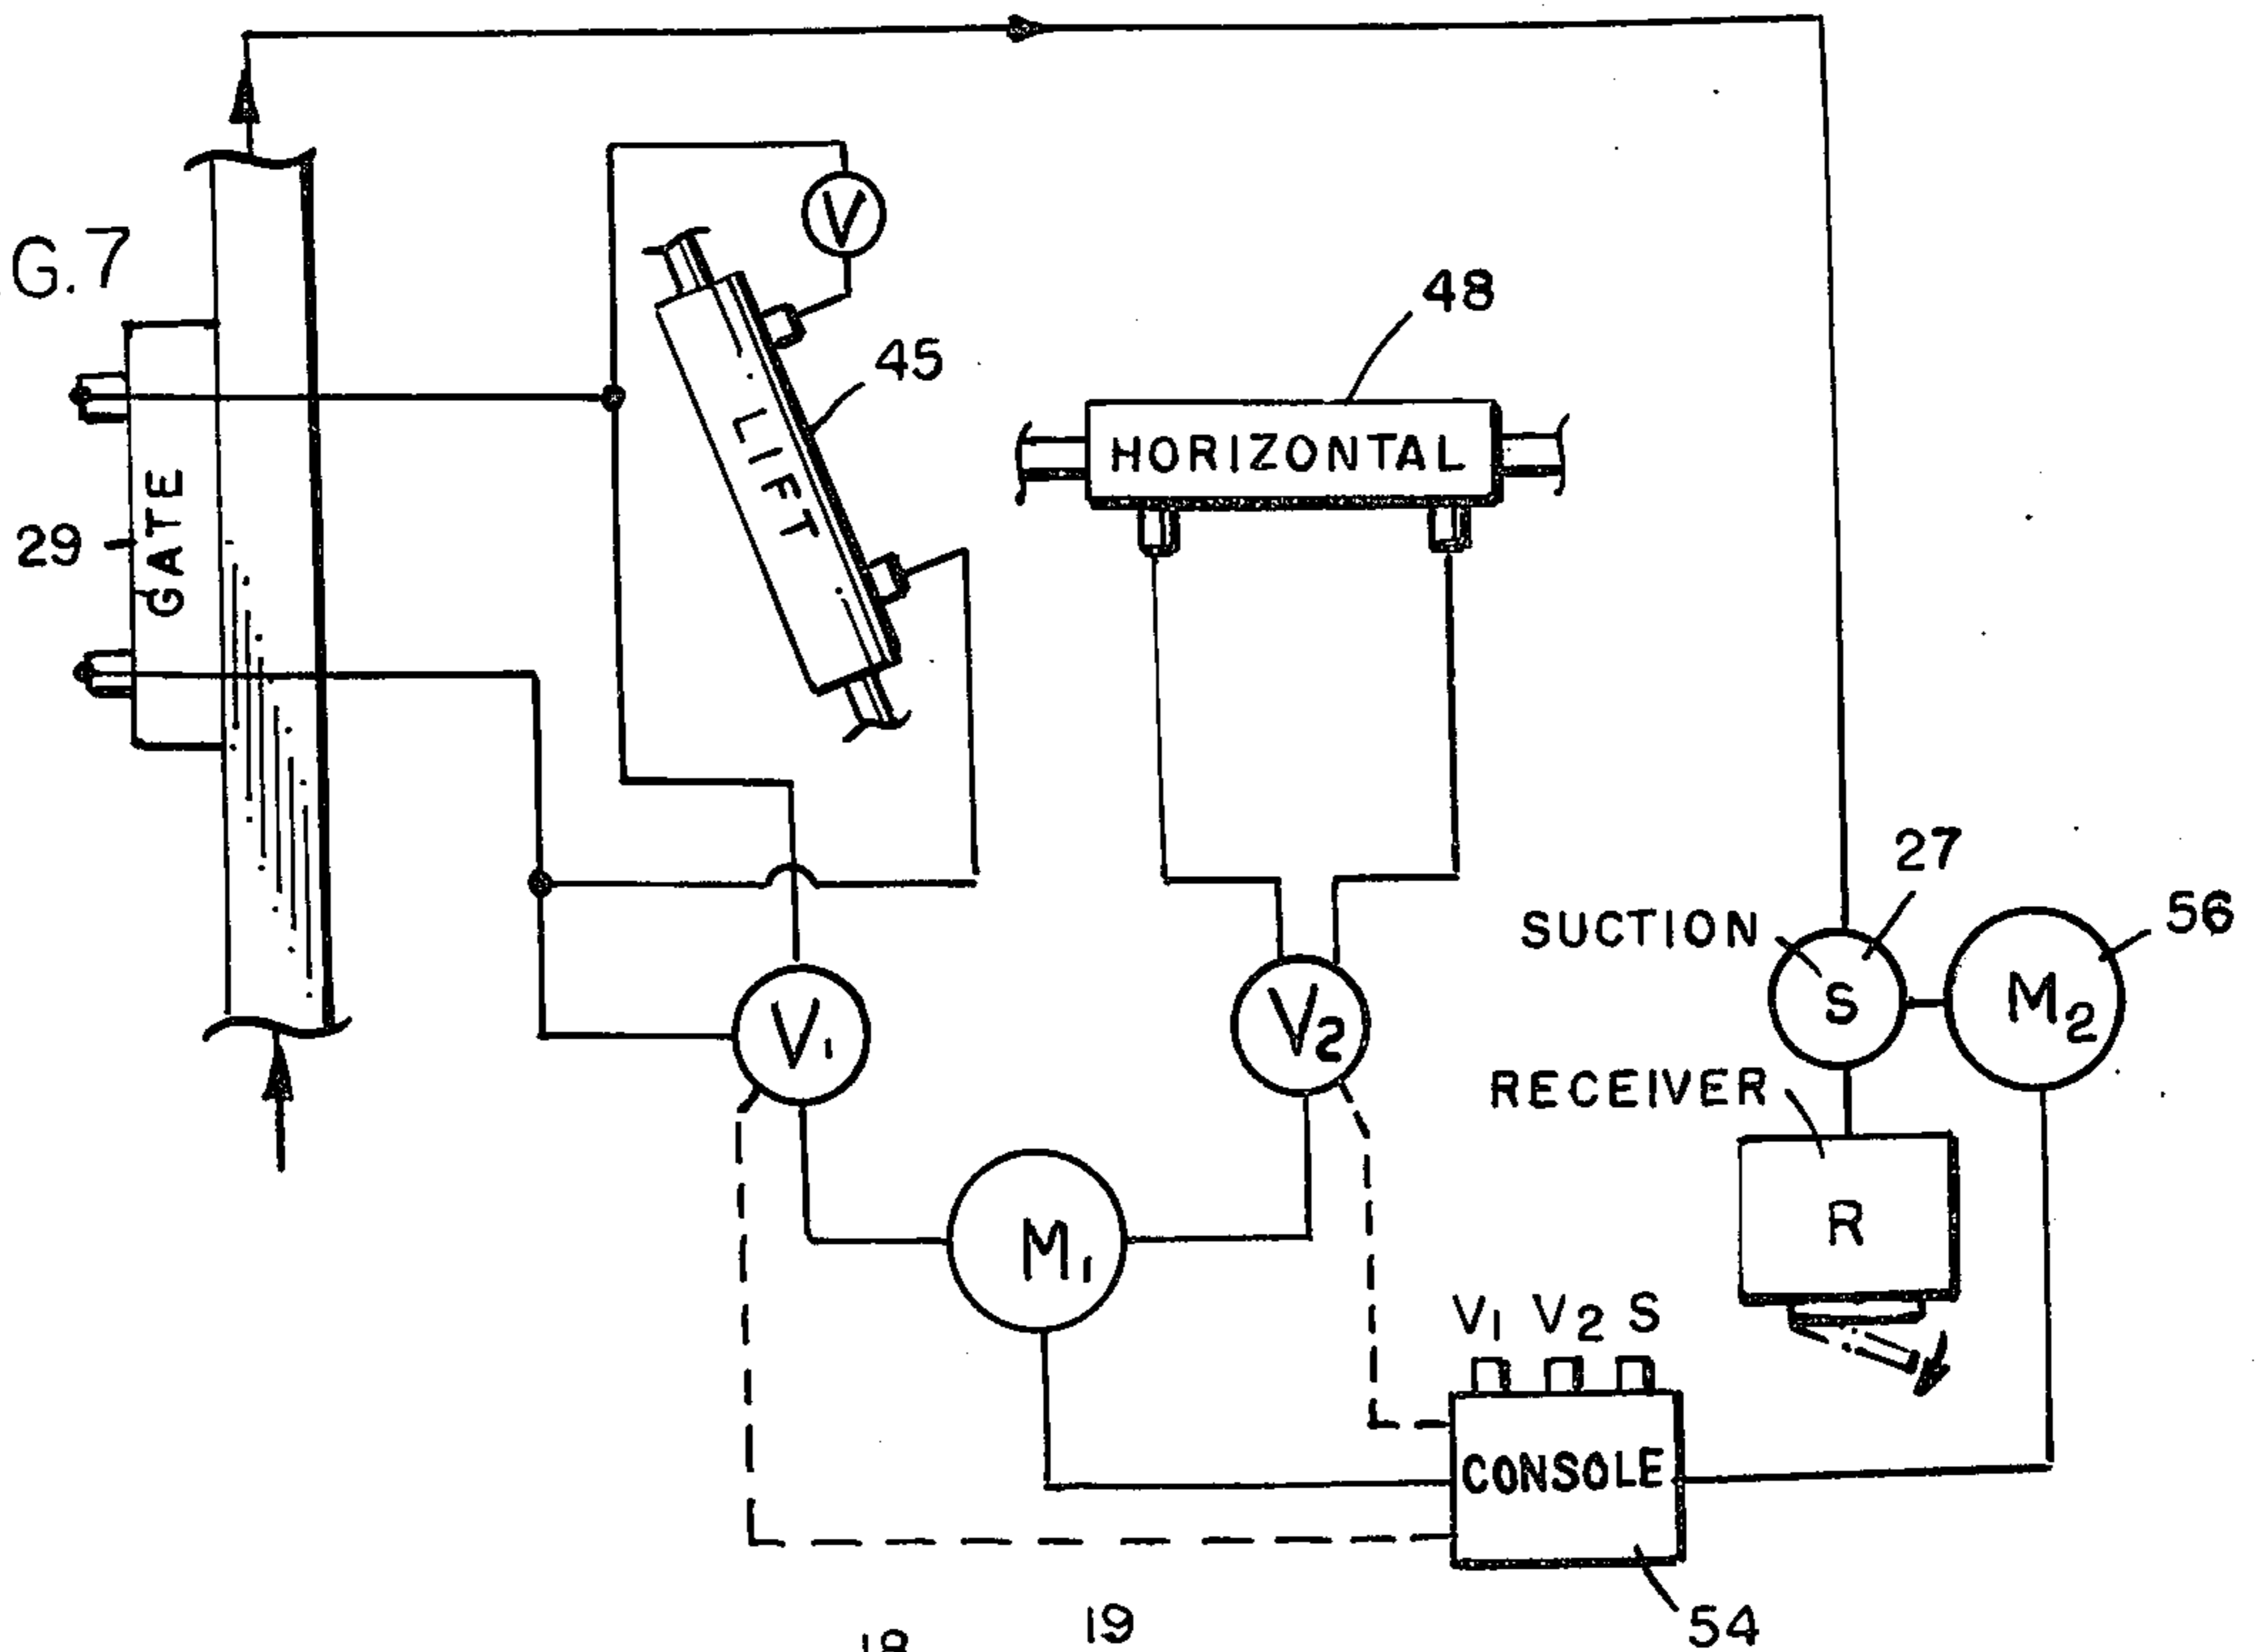 G.7
V
48
45
LIFT
HORIZONTAL
29
GATE
27
56
SUCTION
S
M2
V1
V2
RECEIVER
R
M1
V1 V2 S
CONSOLE
54
19
18